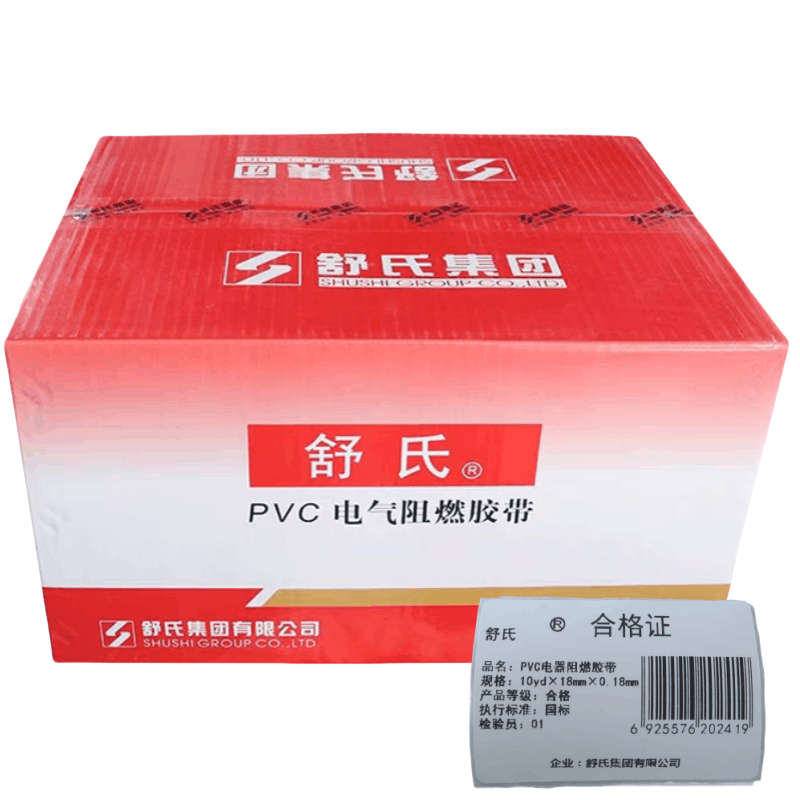 舒氏集团
SHUSHI GROUP CO.,LTD.
舒氏集团
SHUSHI GROUP CO.,LTD.
舒氏®
PVC 电气阻燃胶带
舒氏集团有限公司
SHUSHI GROUP CO.,LTD.
舒氏 ® 合格证
品名：PVC电器阻燃胶带
规格：10yd×18mm×0.18mm
产品等级：合格
执行标准：国标
检验员：01
6 925576 202419
企业：舒氏集团有限公司